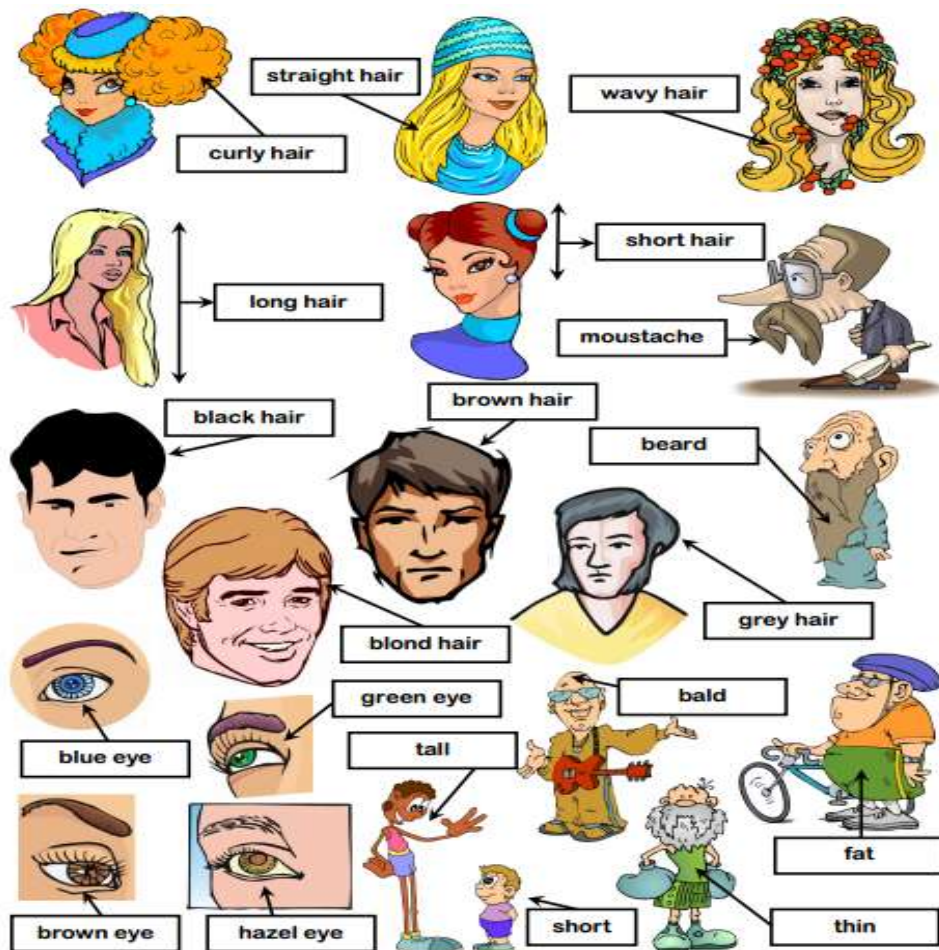 straight hair
wavy hair
curly hair
short hair
long hair
moustache
brown hair
black hair
beard
grey hair
blond hair
green eye
bald
blue eye
tall
fat
brown eye
hazel eye
short
thin